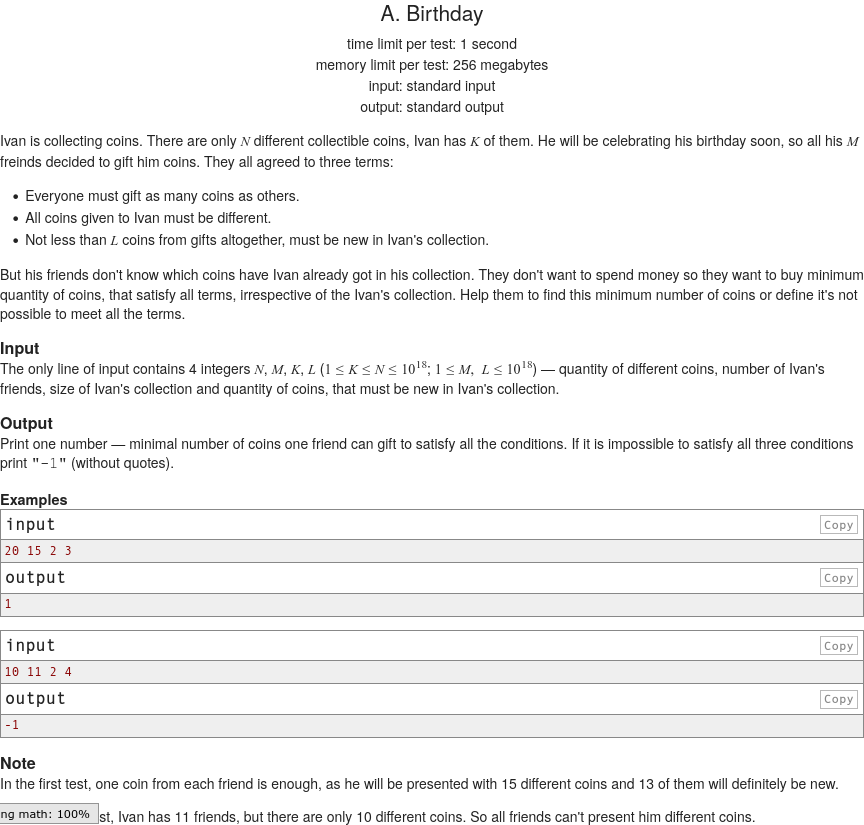 A. Birthday
time limit per test: 1 second
memory limit per test: 256 megabytes
input: standard input
output: standard output
Ivan is collecting coins. There are only N different collectible coins, Ivan has K of them. He will be celebrating his birthday soon, so all his M
freinds decided to gift him coins. They all agreed to three terms:
• Everyone must gift as many coins as others.
• All coins given to Ivan must be different.
• Not less than L coins from gifts altogether, must be new in Ivan's collection.
But his friends don't know which coins have Ivan already got in his collection. They don't want to spend money so they want to buy minimum
quantity of coins, that satisfy all terms, irrespective of the Ivan's collection. Help them to find this minimum number of coins or define it's not
possible to meet all the terms.
Input
The only line of input contains 4 integers N, M, K, L (1 ≤ K ≤ N ≤ 10^18; 1 ≤ M, L ≤ 10^18) — quantity of different coins, number of Ivan's
friends, size of Ivan's collection and quantity of coins, that must be new in Ivan's collection.
Output
Print one number — minimal number of coins one friend can gift to satisfy all the conditions. If it is impossible to satisfy all three conditions
print "-1" (without quotes).
Examples
input Copy
20 15 2 3
output Copy
1
input Copy
10 11 2 4
output Copy
-1
Note
In the first test, one coin from each friend is enough, as he will be presented with 15 different coins and 13 of them will definitely be new.
ng math: 100% st, Ivan has 11 friends, but there are only 10 different coins. So all friends can't present him different coins.